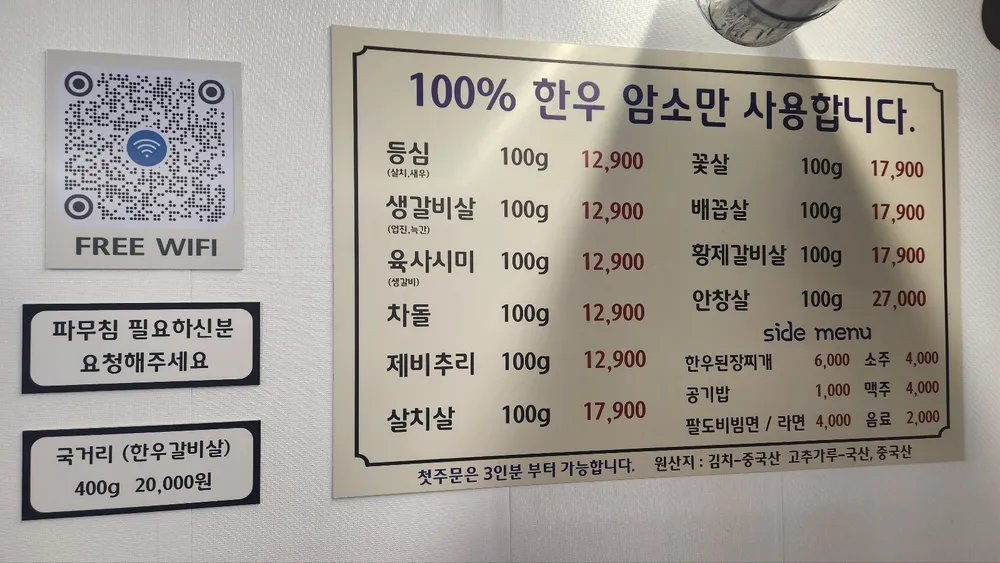 FREE WIFI
파무침 필요하신분
요청해주세요
국거리 (한우갈비살)
400g 20,000원
100% 한우 암소만 사용합니다.
등심 100g 12,900
(살치,새우)
생갈비살 100g 12,900
(업진,늑간)
육사시미 100g 12,900
(생갈비)
차돌 100g 12,900
제비추리 100g 12,900
살치살 100g 17,900
꽃살 100g 17,900
배꼽살 100g 17,900
황제갈비살 100g 17,900
안창살 100g 27,000
side menu
한우된장찌개 6,000 소주 4,000
공기밥 1,000 맥주 4,000
팔도비빔면 / 라면 4,000 음료 2,000
첫주문은 3인분 부터 가능합니다. 원산지 : 김치-중국산 고추가루-국산, 중국산